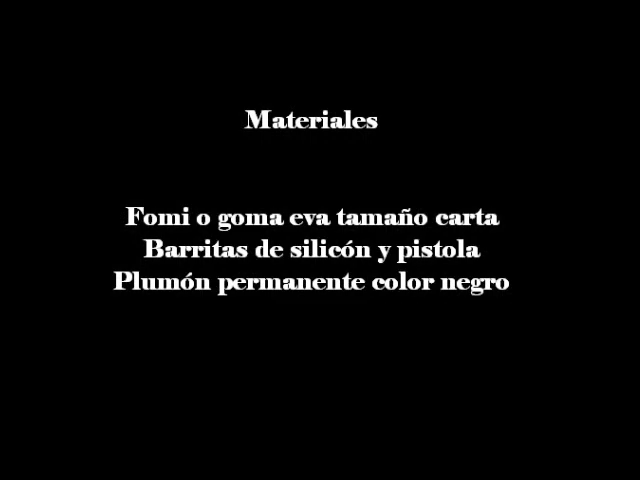 Materiales
Fomi o goma eva tamaño carta
Barritas de silicón y pistola
Plumón permanente color negro